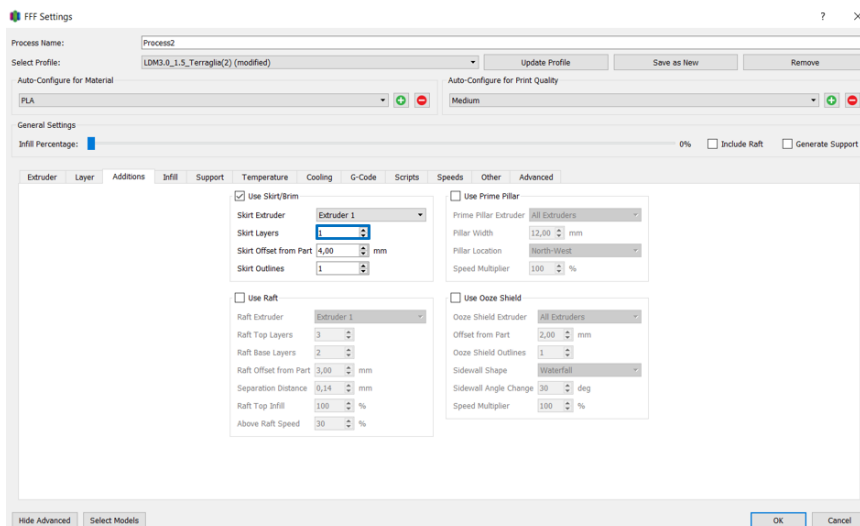 FFF Settings ? ×
Process Name: Process2
Select Profile: LDM3.0_1.5_Terraglia(2) (modified) Update Profile Save as New Remove
Auto-Configure for Material Auto-Configure for Print Quality
PLA Medium
General Settings
Infill Percentage: 0% Include Raft Generate Support
Extruder Layer Additions Infill Support Temperature Cooling G-Code Scripts Speeds Other Advanced
Use Skirt/Brim
Skirt Extruder Extruder 1
Skirt Layers 1
Skirt Offset from Part 4,00 mm
Skirt Outlines 1
Use Prime Pillar
Prime Pillar Extruder All Extruders
Pillar Width 12,00 mm
Pillar Location North-West
Speed Multiplier 100 %
Use Raft
Raft Extruder Extruder 1
Raft Top Layers 3
Raft Base Layers 2
Raft Offset from Part 3,00 mm
Separation Distance 0,14 mm
Raft Top Infill 100 %
Above Raft Speed 30 %
Use Ooze Shield
Ooze Shield Extruder All Extruders
Offset from Part 2,00 mm
Ooze Shield Outlines 1
Sidewall Shape Waterfall
Sidewall Angle Change 30 deg
Speed Multiplier 100 %
Hide Advanced Select Models OK Cancel